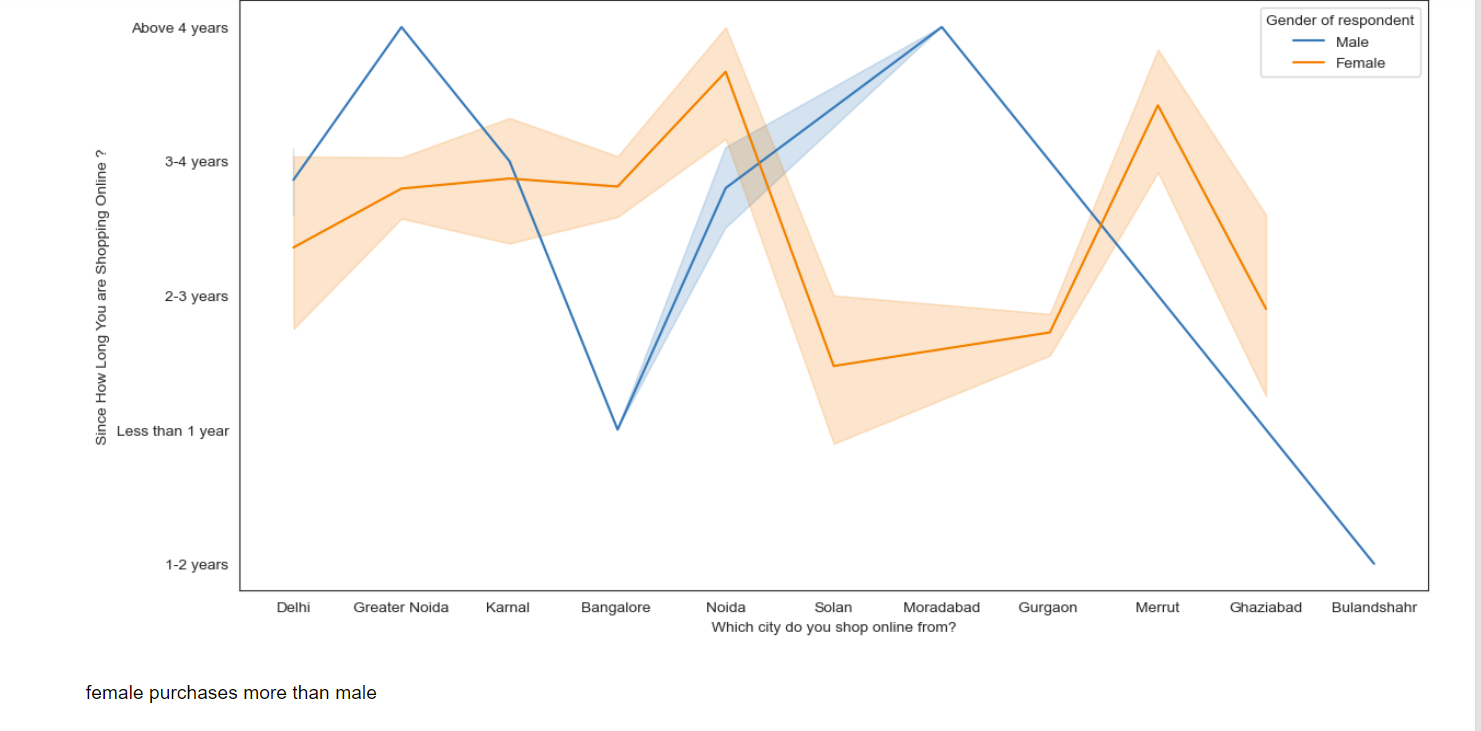 Above 4 years
3-4 years
2-3 years
Less than 1 year
1-2 years
Since How Long You are Shopping Online ?
Gender of respondent
Male
Female
Delhi Greater Noida Karnal Bangalore Noida Solan Moradabad Gurgaon Merrut Ghaziabad Bulandshahr
Which city do you shop online from?
female purchases more than male